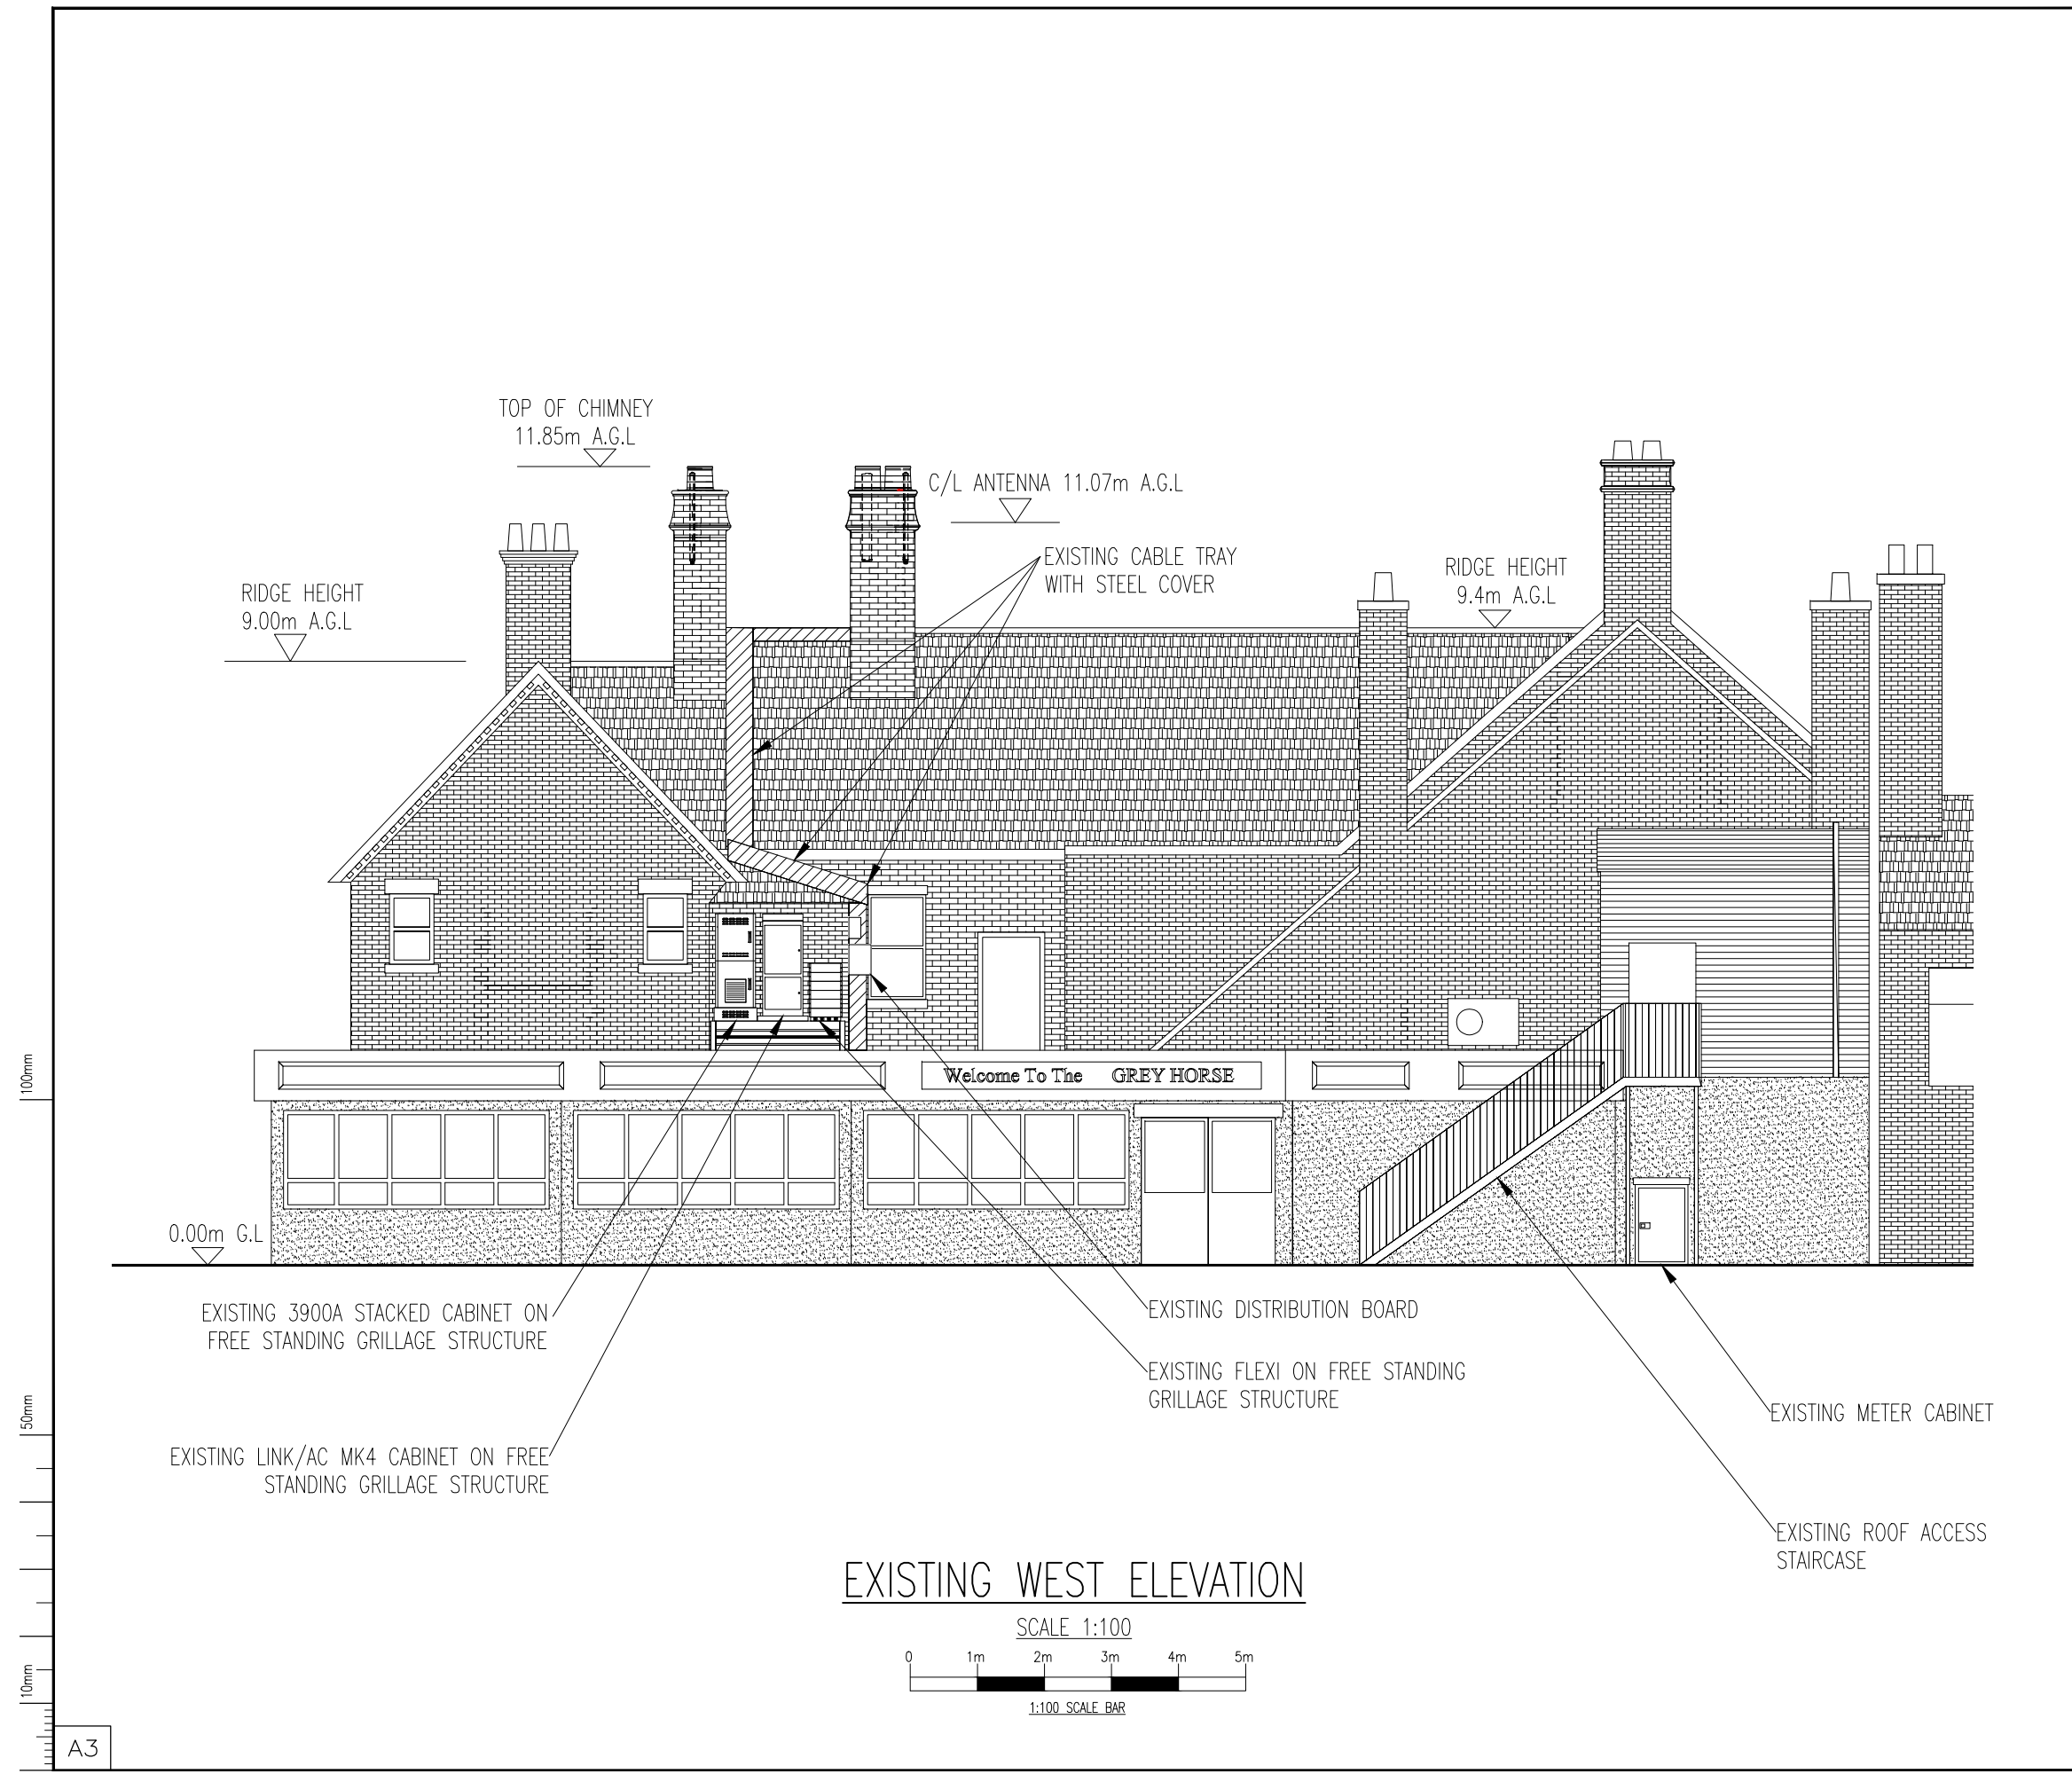 TOP OF CHIMNEY
11.85m A.G.L
C/L ANTENNA 11.07m A.G.L
EXISTING CABLE TRAY
WITH STEEL COVER
RIDGE HEIGHT
9.00m A.G.L
RIDGE HEIGHT
9.4m A.G.L
Welcome To The GREY HORSE
0.00m G.L
EXISTING 3900A STACKED CABINET ON
FREE STANDING GRILLAGE STRUCTURE
EXISTING DISTRIBUTION BOARD
EXISTING FLEXI ON FREE STANDING
GRILLAGE STRUCTURE
EXISTING METER CABINET
EXISTING LINK/AC MK4 CABINET ON FREE
STANDING GRILLAGE STRUCTURE
EXISTING ROOF ACCESS
STAIRCASE
EXISTING WEST ELEVATION
SCALE 1:100
0 1m 2m 3m 4m 5m
1:100 SCALE BAR
100mm
50mm
10mm
A3